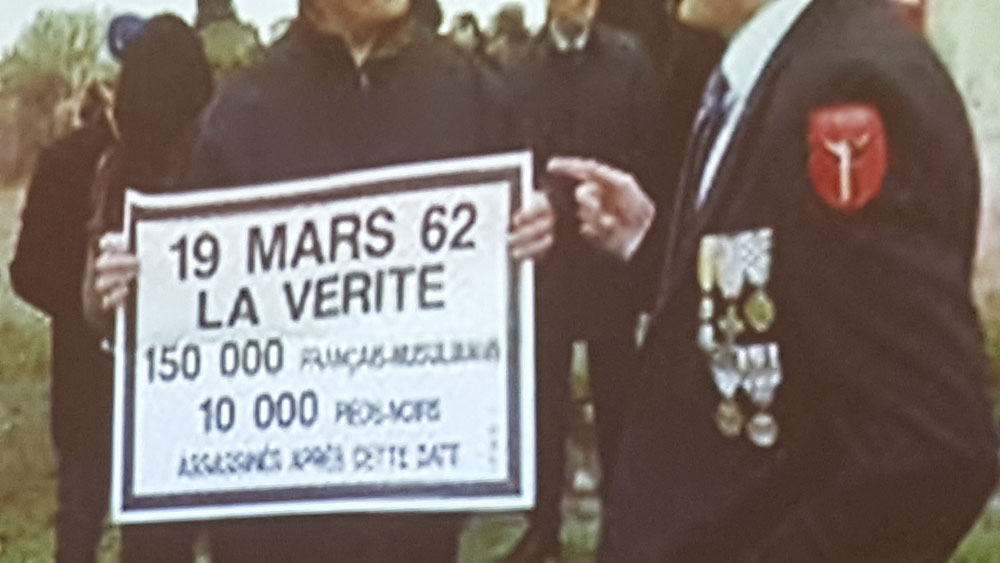 19 MARS 62
LA VERITE
150 000 FRANÇAIS-MUSULMANS
10 000 PIEDS-NOIRS
ASSASSINÉS APRÈS CETTE DATE